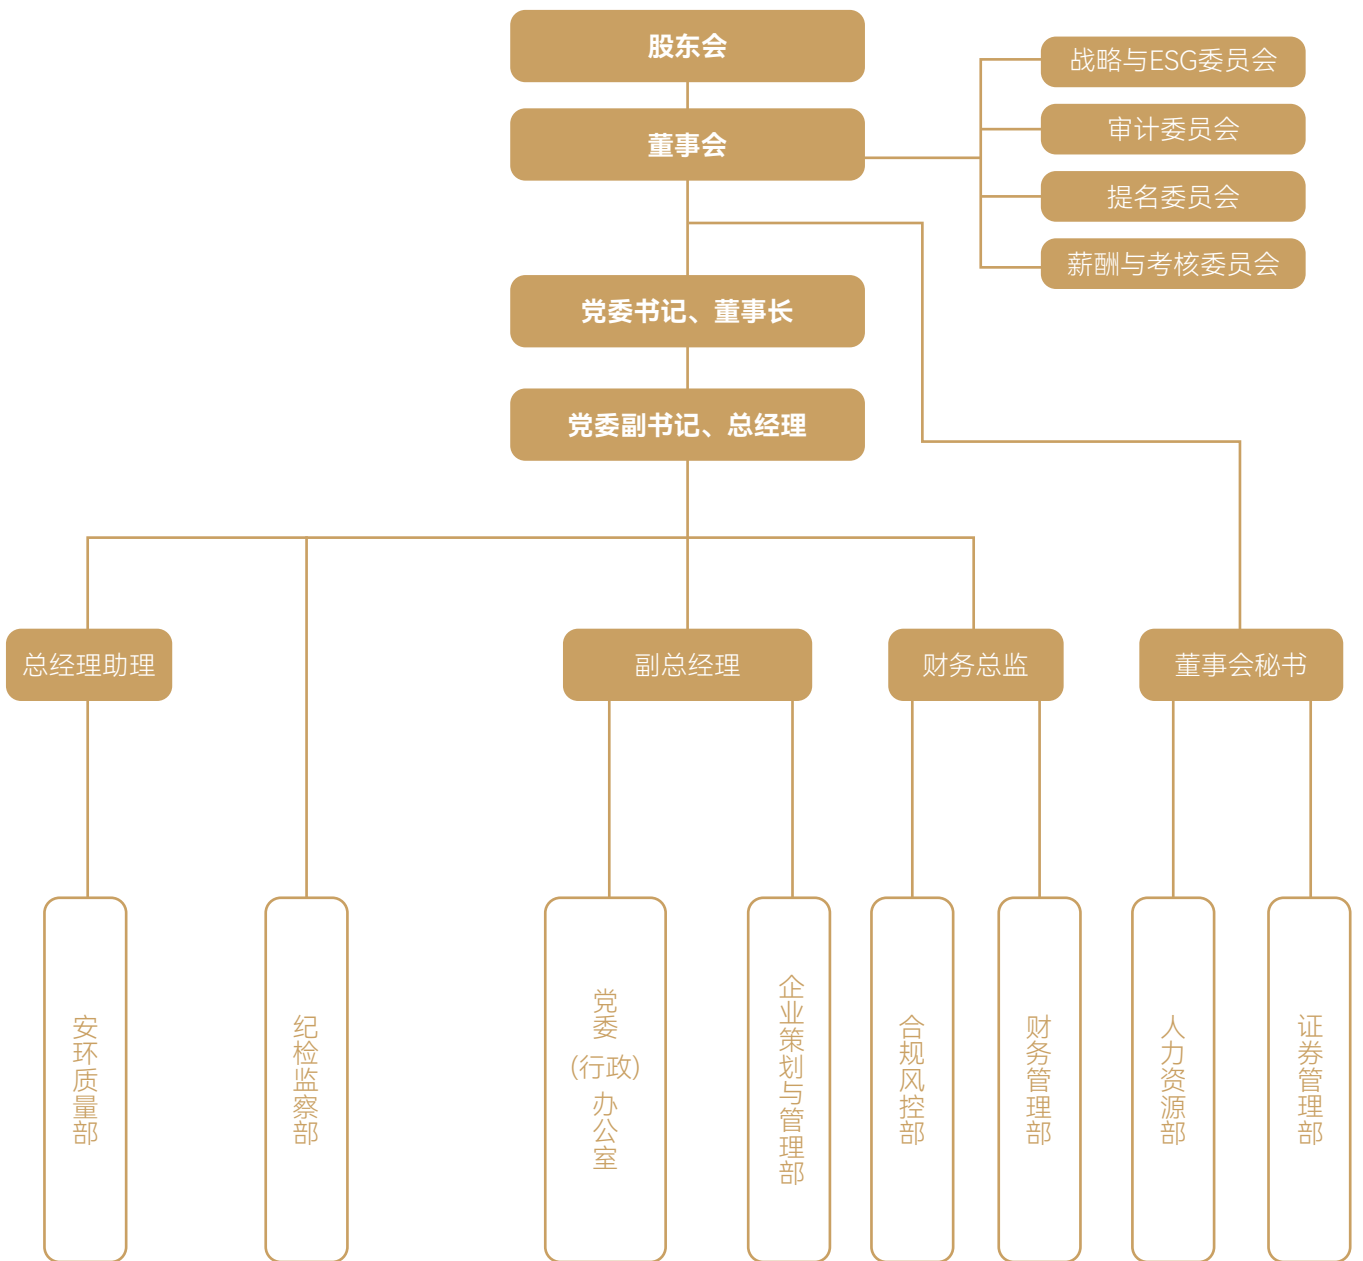 股东会
董事会
战略与ESG委员会
审计委员会
提名委员会
薪酬与考核委员会
党委书记、董事长
党委副书记、总经理
总经理助理
副总经理
财务总监
董事会秘书
安环质量部
纪检监察部
党委
(行政)
办公室
企业策划与管理部
合规风控部
财务管理部
人力资源部
证券管理部